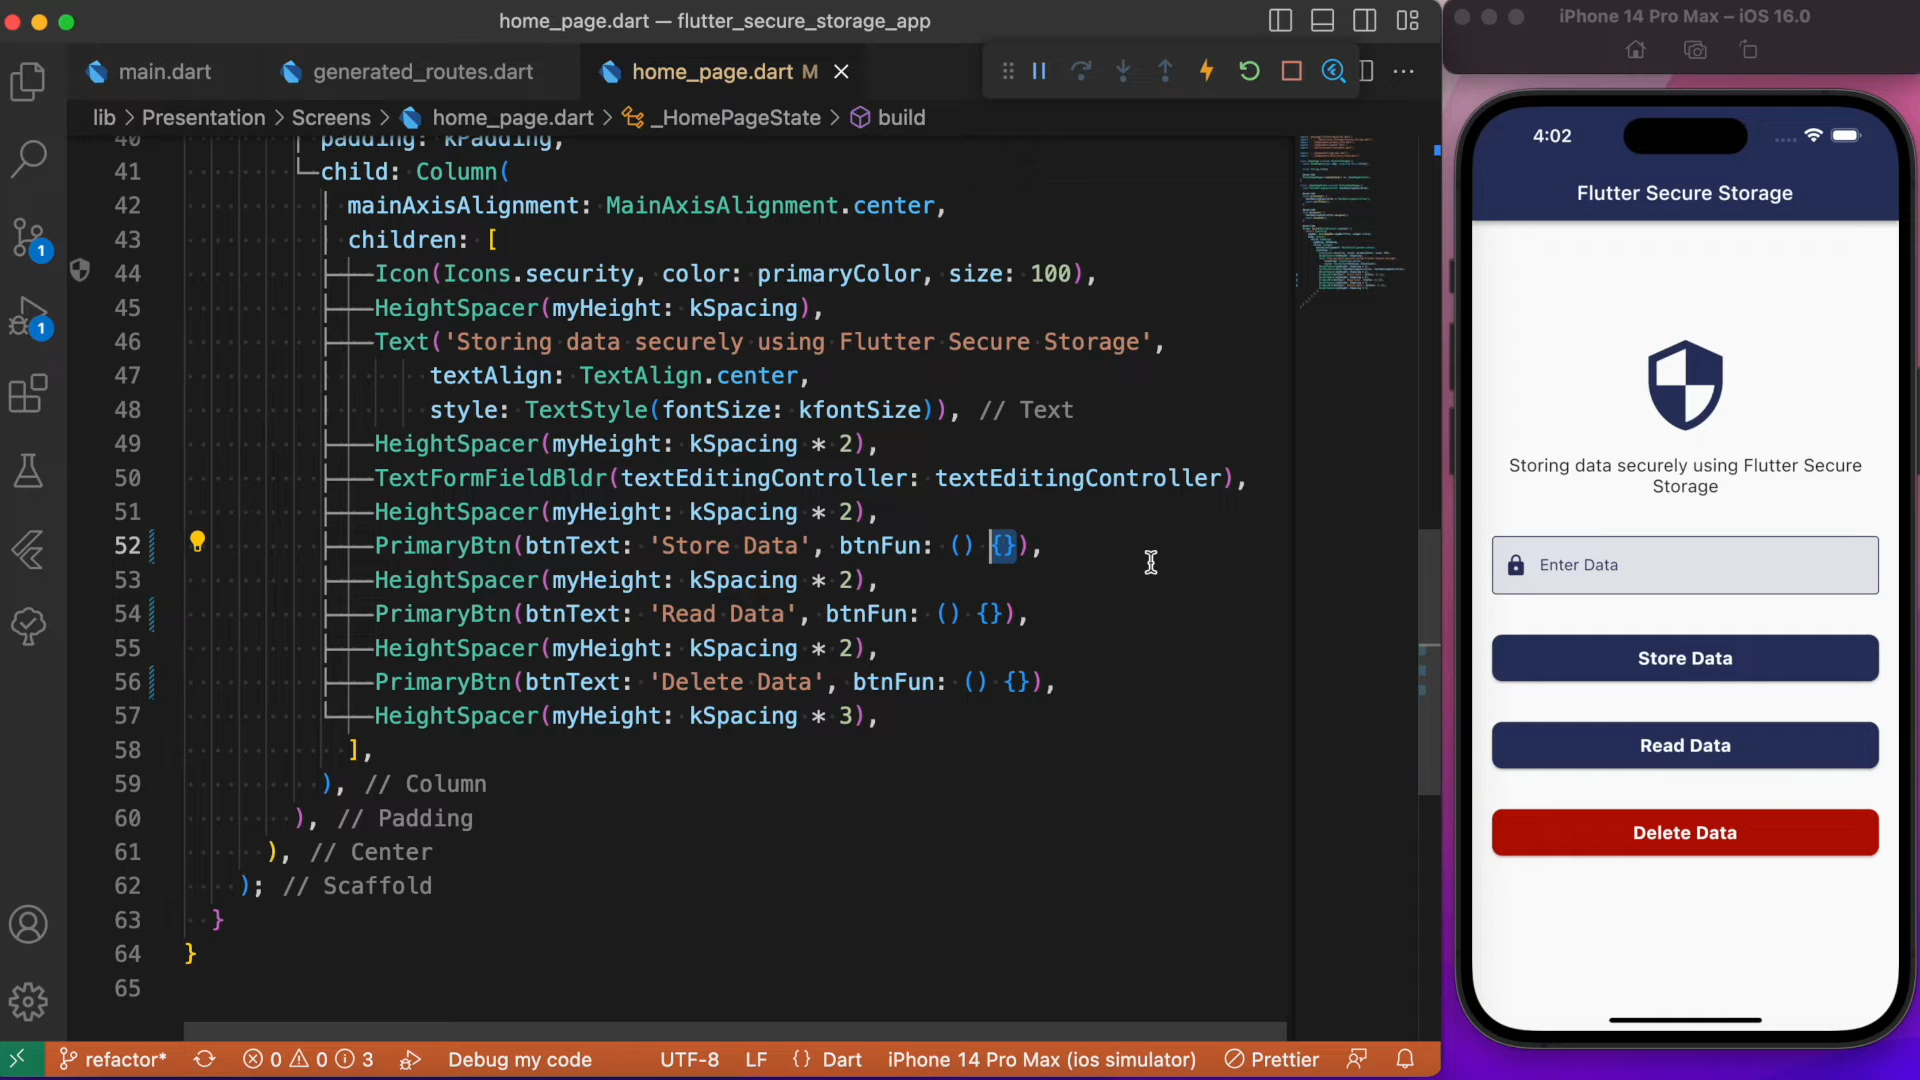 home_page.dart — flutter_secure_storage_app
main.dart
generated_routes.dart
home_page.dart M
lib > Presentation > Screens > home_page.dart > _HomePageState > build
40 padding: kPadding,
41 child: Column(
42 mainAxisAlignment: MainAxisAlignment.center,
43 children: [
44 Icon(Icons.security, color: primaryColor, size: 100),
45 HeightSpacer(myHeight: kSpacing),
46 Text('Storing data securely using Flutter Secure Storage',
47 textAlign: TextAlign.center,
48 style: TextStyle(fontSize: kfontSize)), // Text
49 HeightSpacer(myHeight: kSpacing * 2),
50 TextFormFieldBldr(textEditingController: textEditingController),
51 HeightSpacer(myHeight: kSpacing * 2),
52 PrimaryBtn(btnText: 'Store Data', btnFun: () {}),
53 HeightSpacer(myHeight: kSpacing * 2),
54 PrimaryBtn(btnText: 'Read Data', btnFun: () {}),
55 HeightSpacer(myHeight: kSpacing * 2),
56 PrimaryBtn(btnText: 'Delete Data', btnFun: () {}),
57 HeightSpacer(myHeight: kSpacing * 3),
58 ],
59 ), // Column
60 ), // Padding
61 ), // Center
62 ); // Scaffold
63 }
64 }
65
1
1
refactor* 0 0 3 Debug my code UTF-8 LF {} Dart iPhone 14 Pro Max (ios simulator) Prettier
iPhone 14 Pro Max – iOS 16.0
4:02
Flutter Secure Storage
Storing data securely using Flutter Secure
Storage
Enter Data
Store Data
Read Data
Delete Data